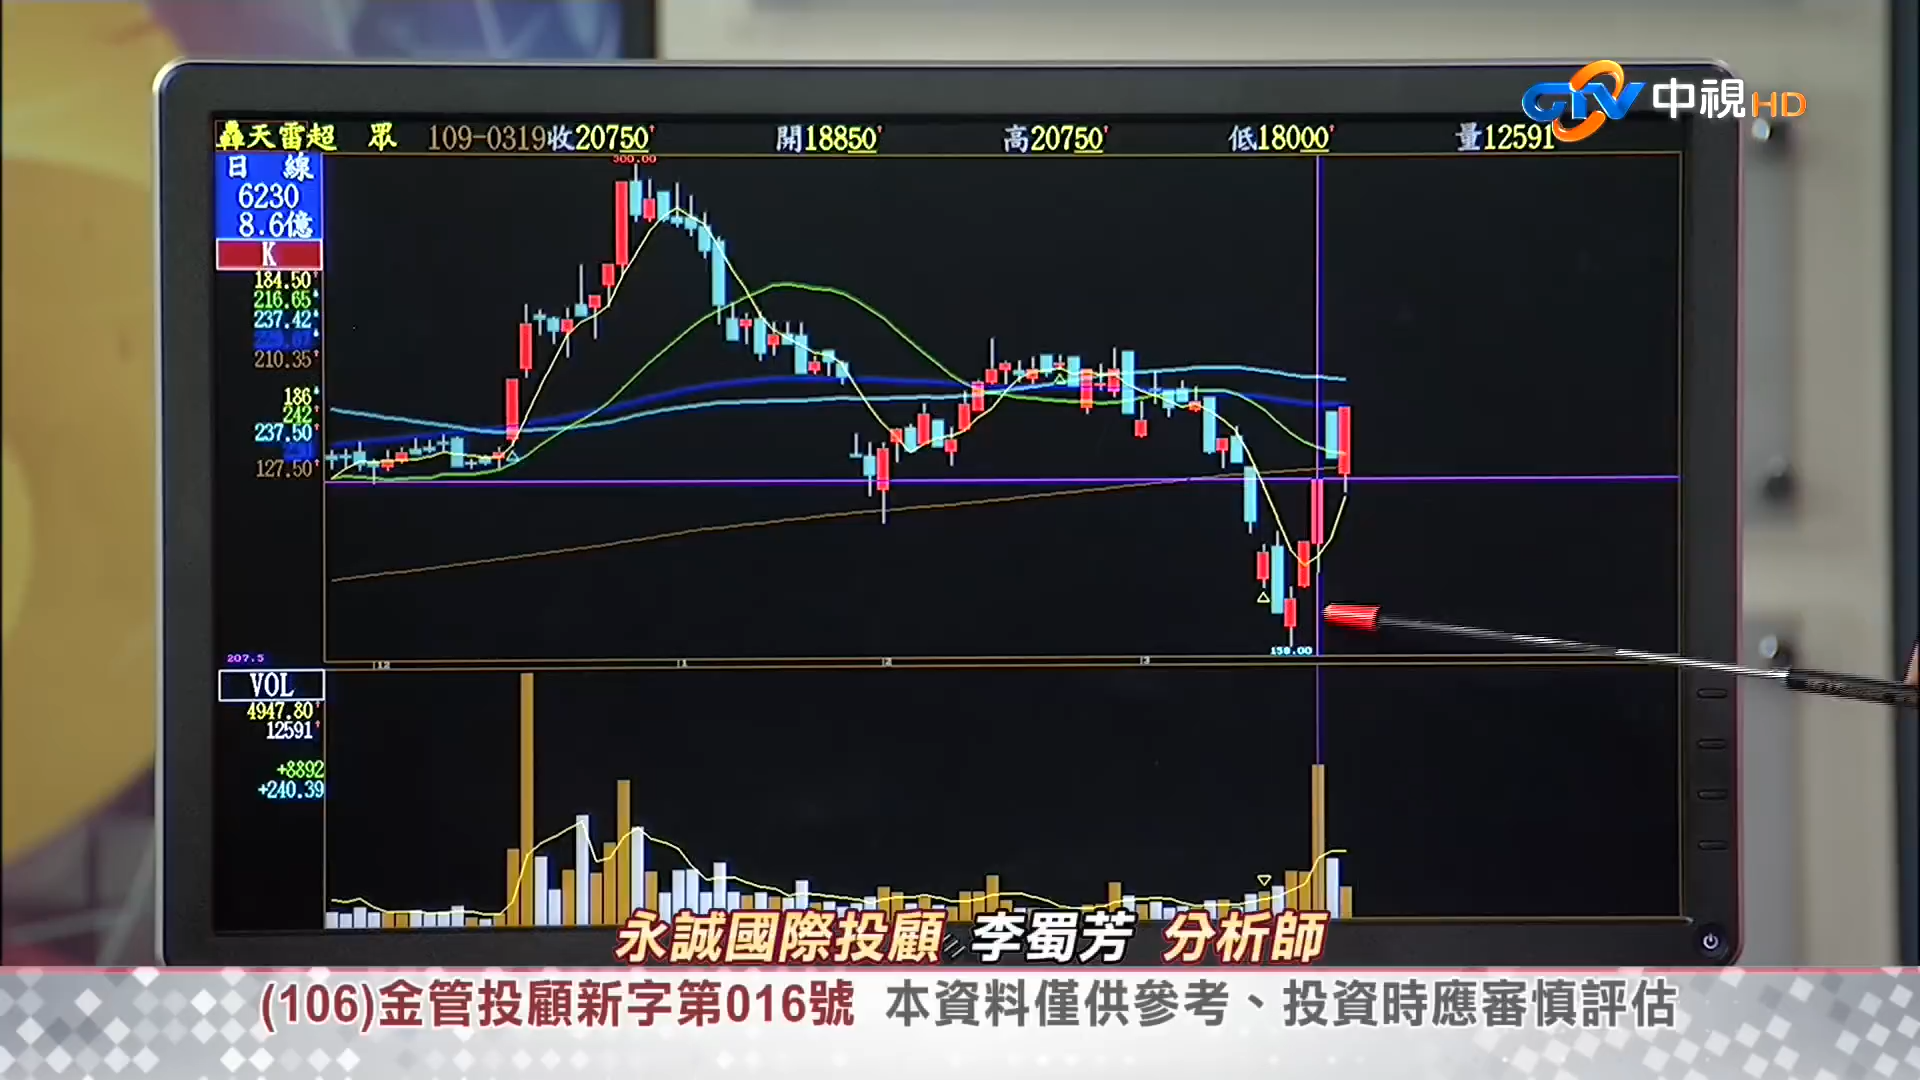 CTV 中視 HD
轟天雷超 眾 109-0319收20750 開18850 高20750 低18000 量12591
日 線
6230
8.6億
K
184.50
216.65
237.42
210.35
186
242
237.50
127.50
300.00
158.00
207.5
12 1 2 3
VOL
4947.80
12591
+8892
+240.39
永誠國際投顧 李蜀芳 分析師
(106)金管投顧新字第016號 本資料僅供參考、投資時應審慎評估